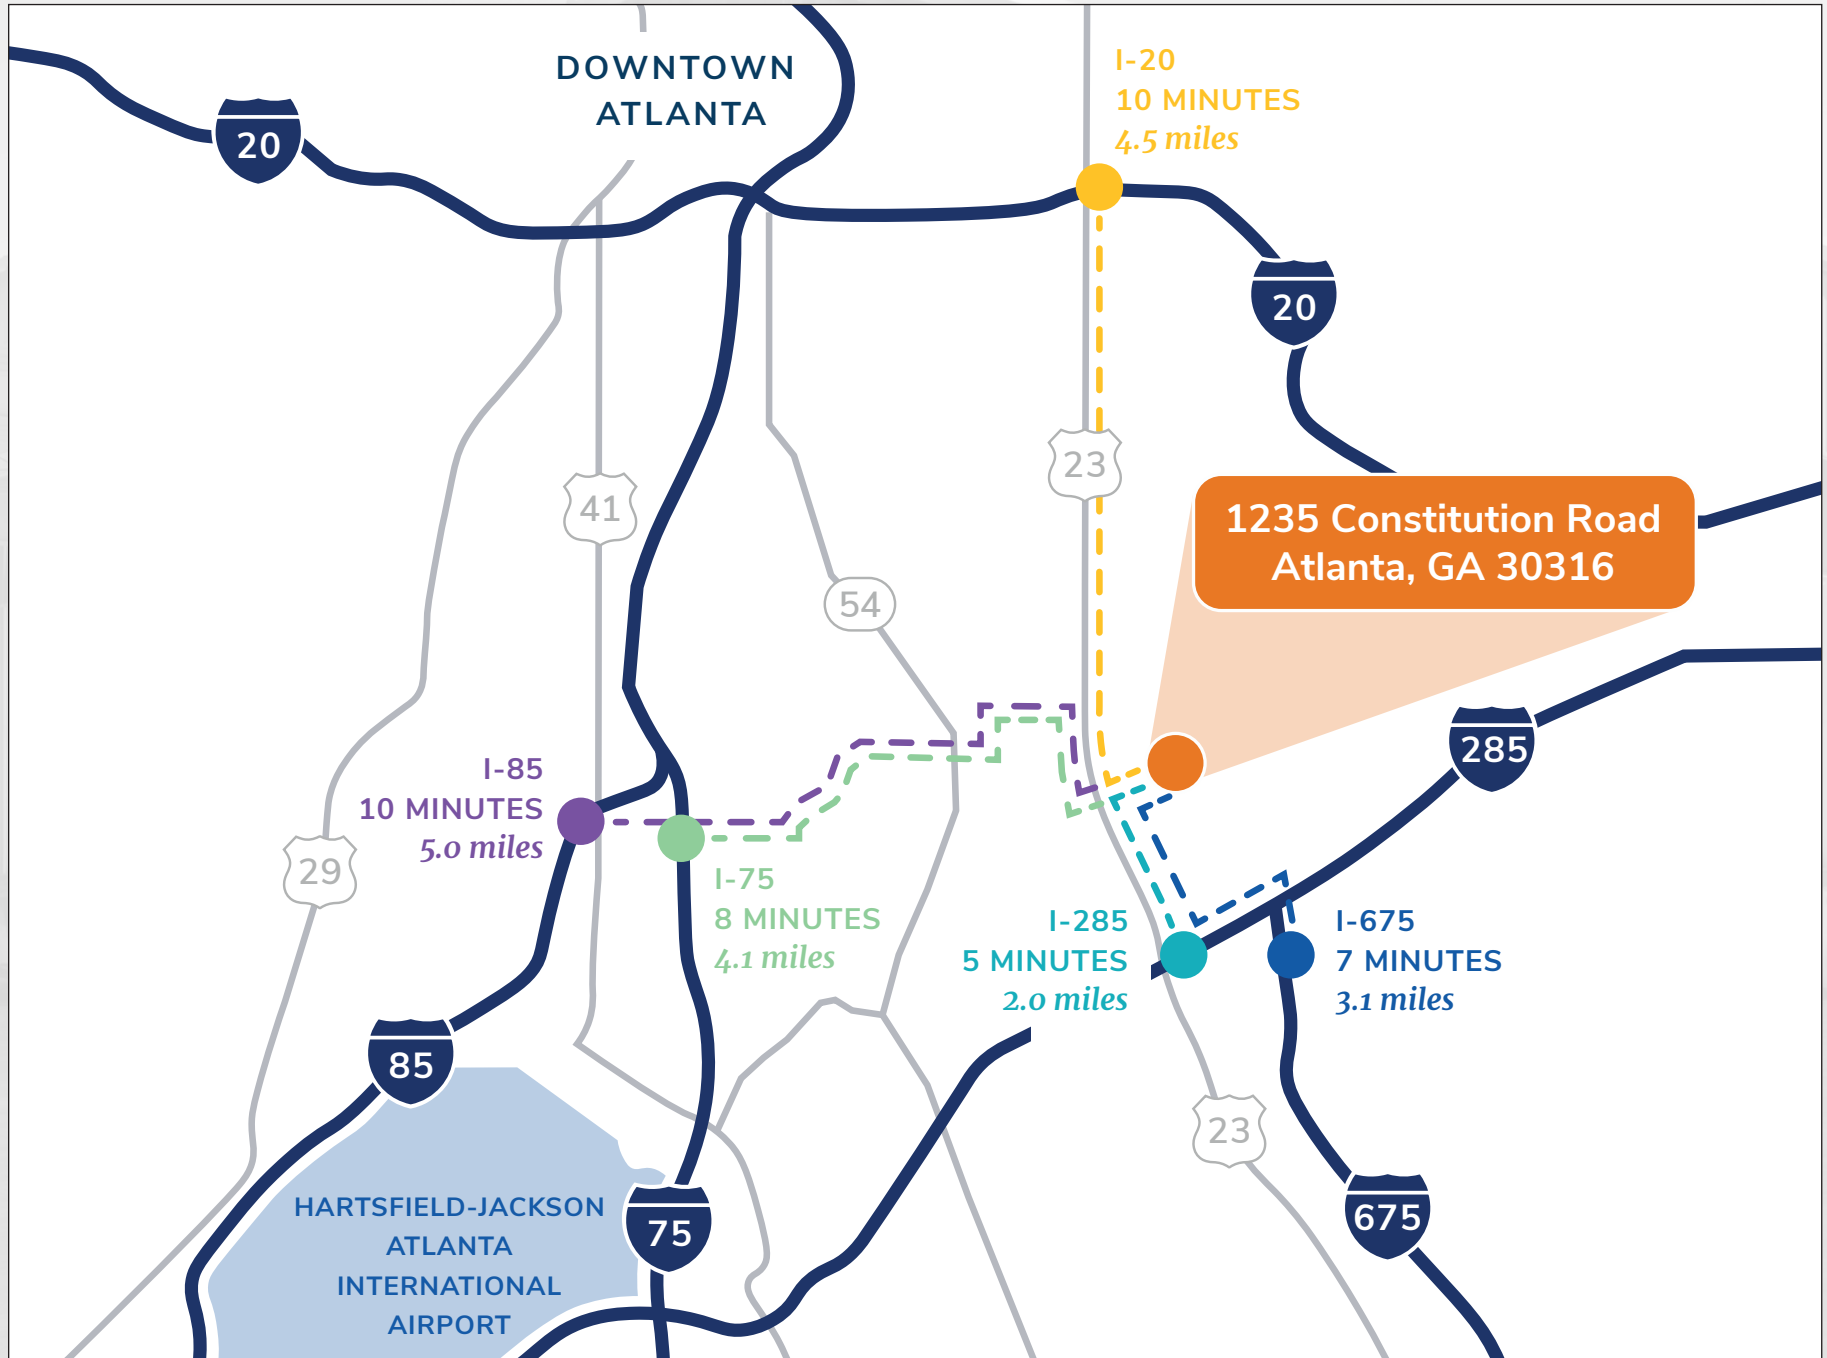 DOWNTOWN
ATLANTA
I-20
10 MINUTES
4.5 miles
20
20
23
41
1235 Constitution Road
Atlanta, GA 30316
54
285
I-85
10 MINUTES
5.0 miles
29
I-75
8 MINUTES
4.1 miles
I-285
5 MINUTES
2.0 miles
I-675
7 MINUTES
3.1 miles
85
23
HARTSFIELD-JACKSON
ATLANTA
INTERNATIONAL
AIRPORT
75
675